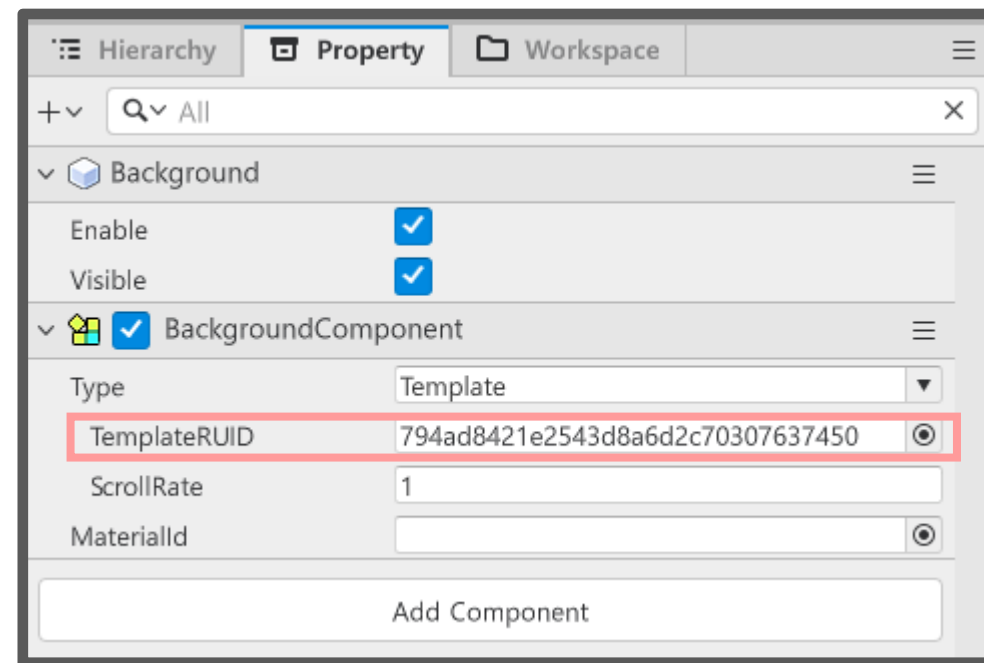 Hierarchy Property Workspace
All
Background
Enable
Visible
BackgroundComponent
Type Template
TemplateRUID 794ad8421e2543d8a6d2c70307637450
ScrollRate 1
MaterialId
Add Component